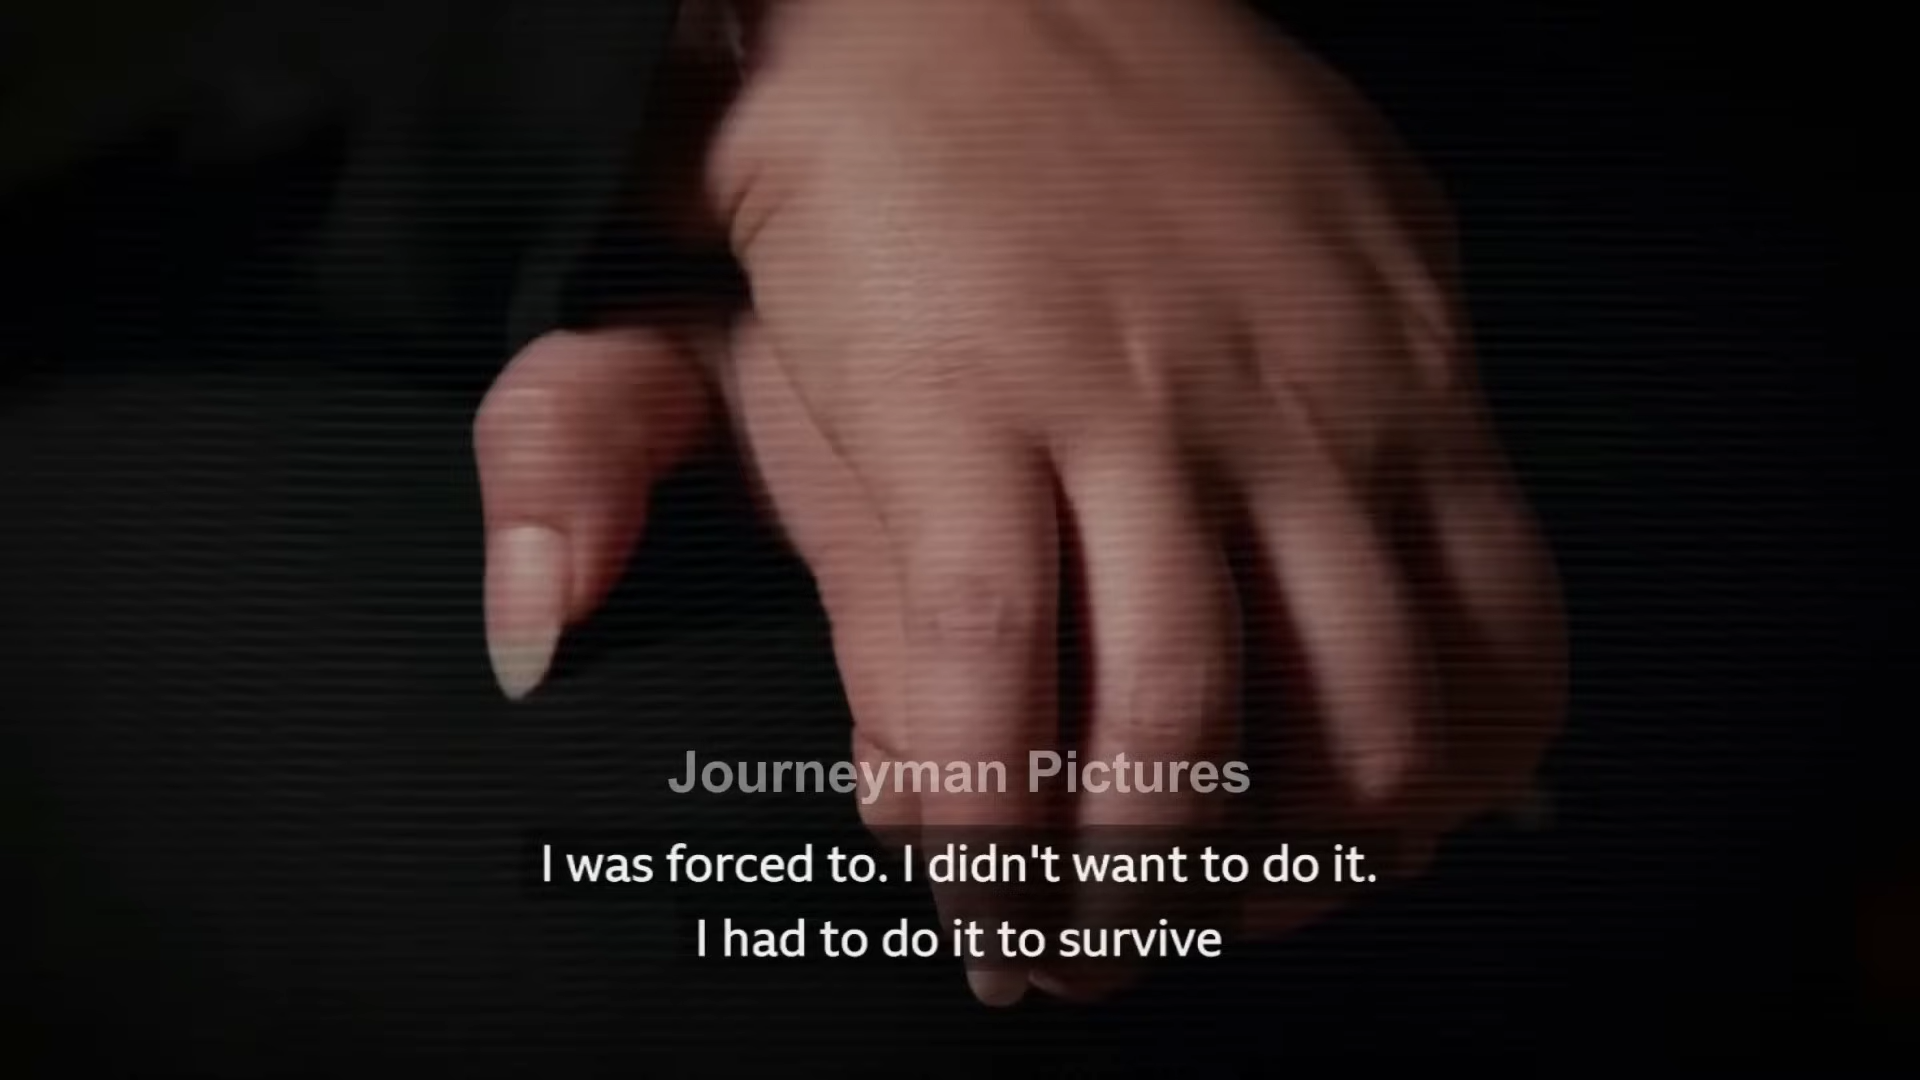 Journeyman Pictures
I was forced to. I didn't want to do it.
I had to do it to survive